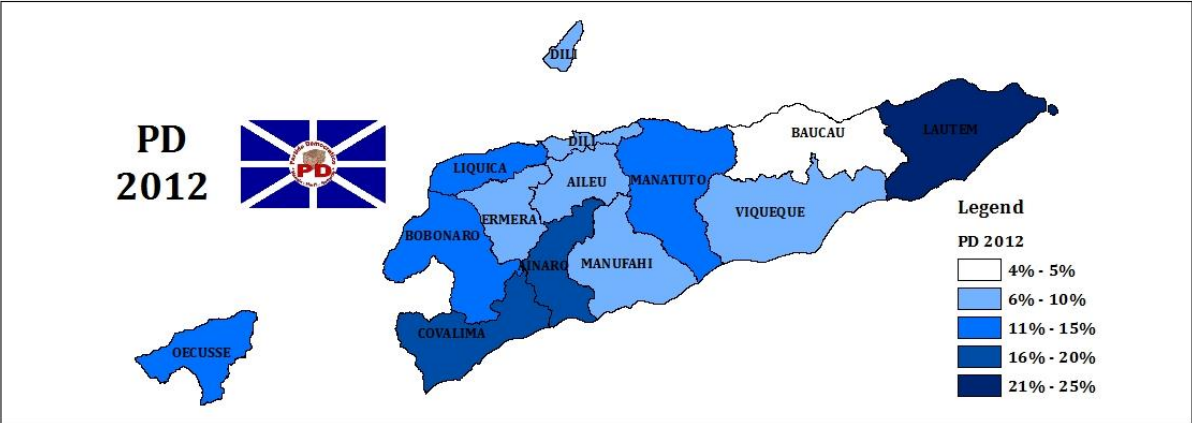 PD
2012
PD
DILI
DILI
BAUCAU
LAUTEM
LIQUICA
AILEU
MANATUTO
ERMERA
VIQUEQUE
BOBONARO
AINARO
MANUFAHI
COVALIMA
OECUSSE
Legend
PD 2012
4% - 5%
6% - 10%
11% - 15%
16% - 20%
21% - 25%